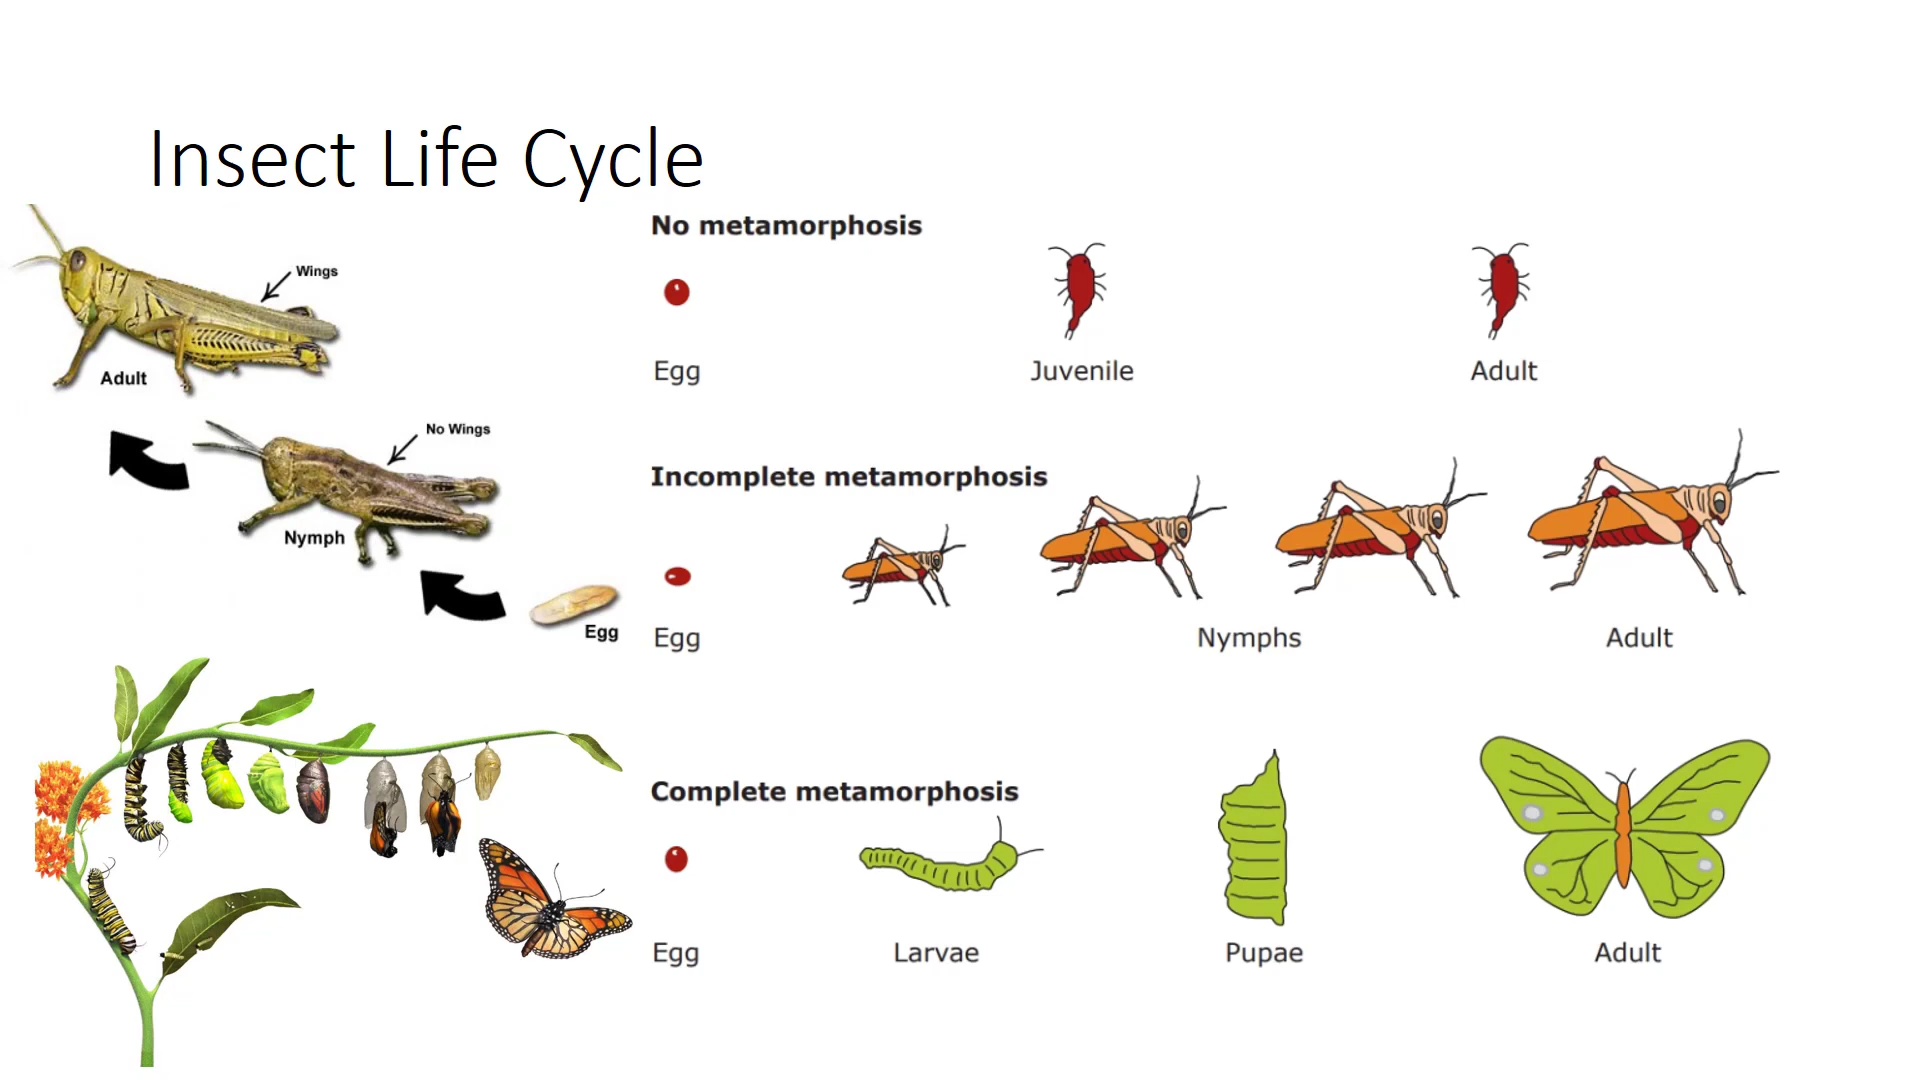 Insect Life Cycle
Wings
Adult
No Wings
Nymph
Egg
No metamorphosis
Egg Juvenile Adult
Incomplete metamorphosis
Egg Nymphs Adult
Complete metamorphosis
Egg Larvae Pupae Adult